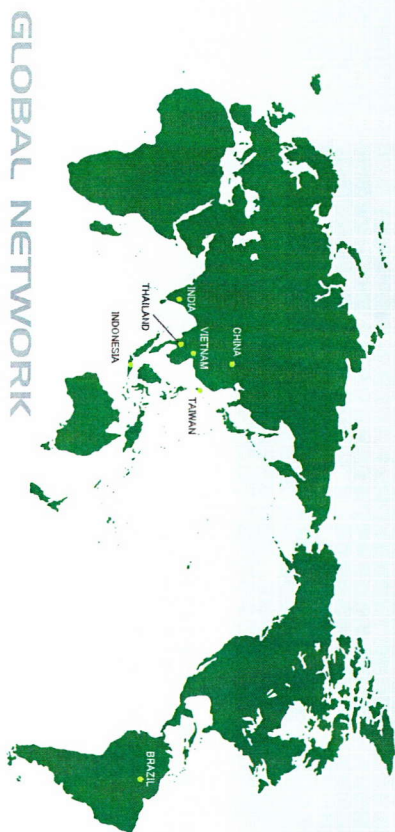 GLOBAL NETWORK
CHINA
INDIA
VIETNAM
THAILAND
TAIWAN
INDONESIA
BRAZIL